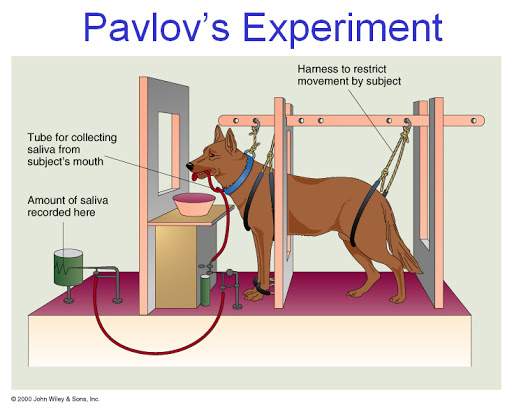 Pavlov's Experiment
Harness to restrict
movement by subject
Tube for collecting
saliva from
subject's mouth
Amount of saliva
recorded here
© 2000 John Wiley & Sons, Inc.